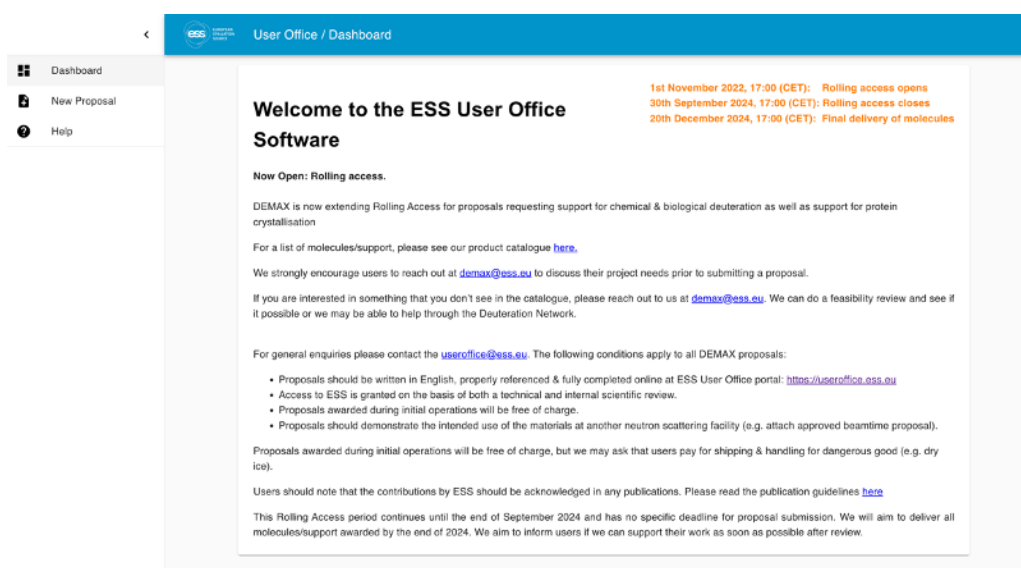 ess EUROPEAN SPALLATION SOURCE
User Office / Dashboard
Dashboard
New Proposal
Help
Welcome to the ESS User Office
Software
1st November 2022, 17:00 (CET): Rolling access opens
30th September 2024, 17:00 (CET): Rolling access closes
20th December 2024, 17:00 (CET): Final delivery of molecules
Now Open: Rolling access.
DEMAX is now extending Rolling Access for proposals requesting support for chemical & biological deuteration as well as support for protein
crystallisation
For a list of molecules/support, please see our product catalogue here.
We strongly encourage users to reach out at demax@ess.eu to discuss their project needs prior to submitting a proposal.
If you are interested in something that you don't see in the catalogue, please reach out to us at demax@ess.eu. We can do a feasibility review and see if
it possible or we may be able to help through the Deuteration Network.
For general enquiries please contact the useroffice@ess.eu. The following conditions apply to all DEMAX proposals:
• Proposals should be written in English, properly referenced & fully completed online at ESS User Office portal: https://useroffice.ess.eu
• Access to ESS is granted on the basis of both a technical and internal scientific review.
• Proposals awarded during initial operations will be free of charge.
• Proposals should demonstrate the intended use of the materials at another neutron scattering facility (e.g. attach approved beamtime proposal).
Proposals awarded during initial operations will be free of charge, but we may ask that users pay for shipping & handling for dangerous good (e.g. dry
ice).
Users should note that the contributions by ESS should be acknowledged in any publications. Please read the publication guidelines here
This Rolling Access period continues until the end of September 2024 and has no specific deadline for proposal submission. We will aim to deliver all
molecules/support awarded by the end of 2024. We aim to inform users if we can support their work as soon as possible after review.